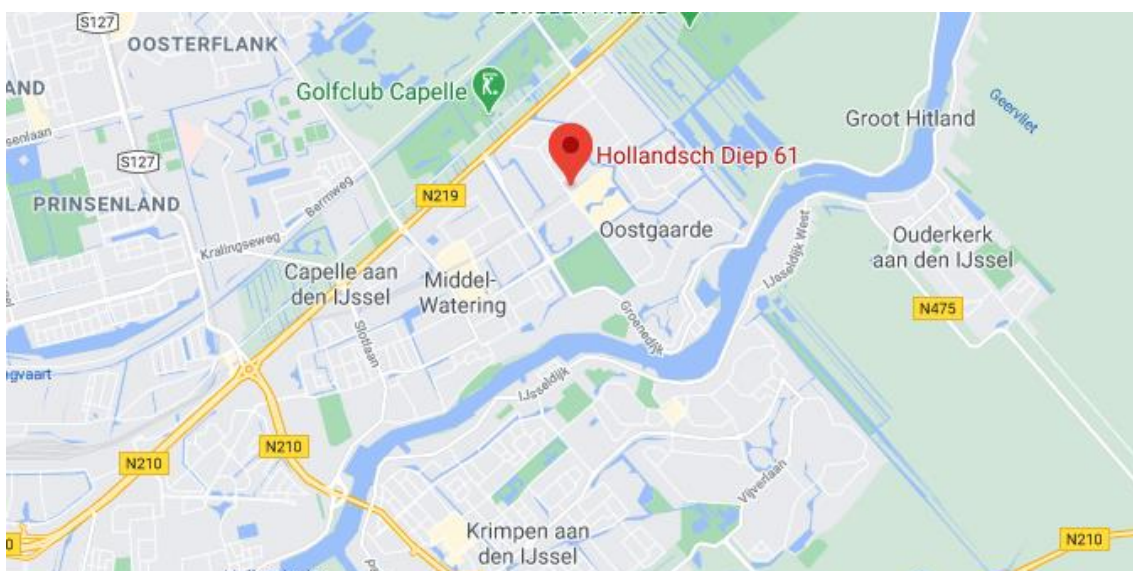 S127
OOSTERFLANK
Golfclub Capelle
Geervliet
Groot Hitland
S127
Hollandsch Diep 61
PRINSENLAND
Bermweg
N219
Kralingseweg
Oostgaarde
IJsseldijk West
Ouderkerk
aan den IJssel
Capelle aan
den IJssel
Middel-
Watering
Slotlaan
Groenedijk
N475
IJsseldijk
N210
N210
Vijverlaan
Krimpen aan
den IJssel
N210